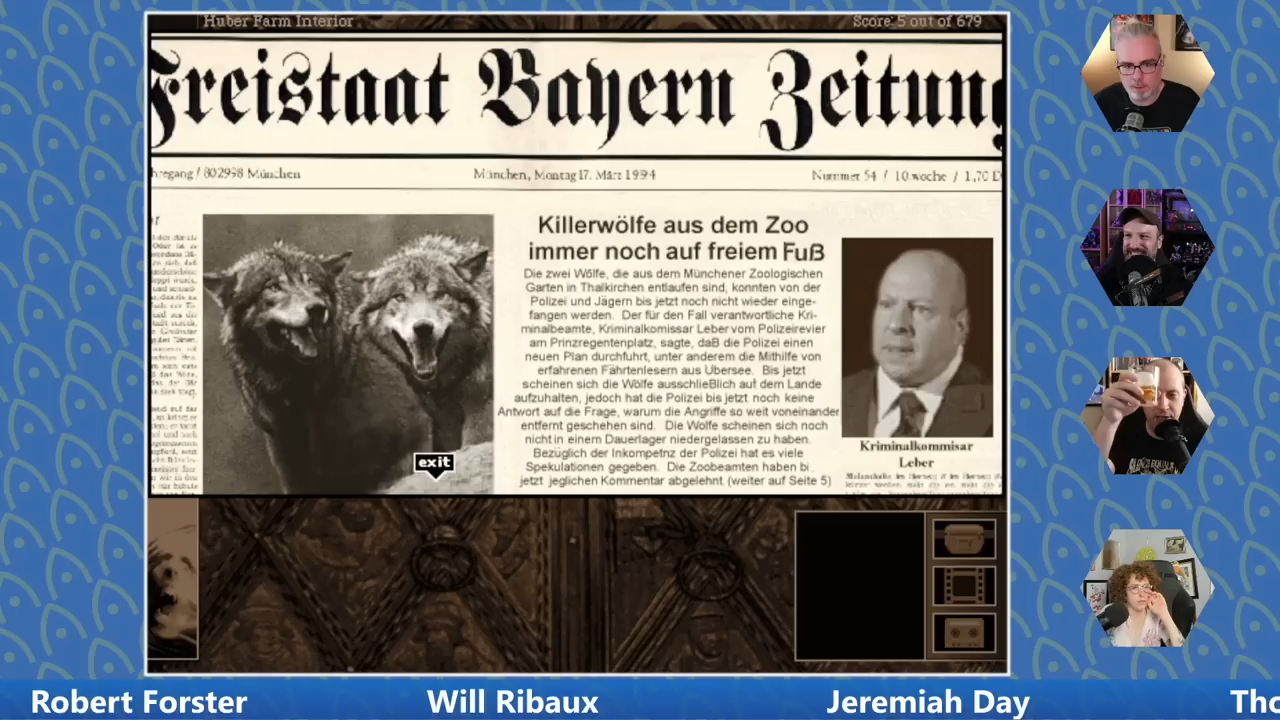 Huber Farm Interior
Score: 5 out of 679
Freistaat Bayern Zeitung
hregang / 802998 München
München, Montag 17. März 1994
Nummer 54 / 10 woche / 1,70 D
Killerwölfe aus dem Zoo
immer noch auf freiem Fuß
Die zwei Wölfe, die aus dem Münchener Zoologischen
Garten in Thalkirchen entlaufen sind, konnten von der
Polizei und Jägern bis jetzt noch nicht wieder einge-
fangen werden. Der für den Fall verantwortliche Kri-
minalbeamte, Kriminalkomissar Leber vom Polizeirevier
am Prinzregentenplatz, sagte, daß die Polizei einen
neuen Plan durchfuhrt, unter anderem die Mithilfe von
erfahrenen Fährtenlesern aus Übersee. Bis jetzt
scheinen sich die Wölfe ausschließlich auf dem Lande
aufzuhalten, jedoch hat die Polizei bis jetzt noch keine
Antwort auf die Frage, warum die Angriffe so weit voneinander
entfernt geschehen sind. Die Wölfe scheinen sich noch
nicht in einem Dauerlager niedergelassen zu haben.
Bezüglich der Inkompetnz der Polizei hat es viele
Spekulationen gegeben. Die Zoobeamten haben bi
jetzt jeglichen Kommentar abgelehnt (weiter auf Seite 5)
Kriminalkommisar
Leber
exit
Robert Forster
Will Ribaux
Jeremiah Day
Tho